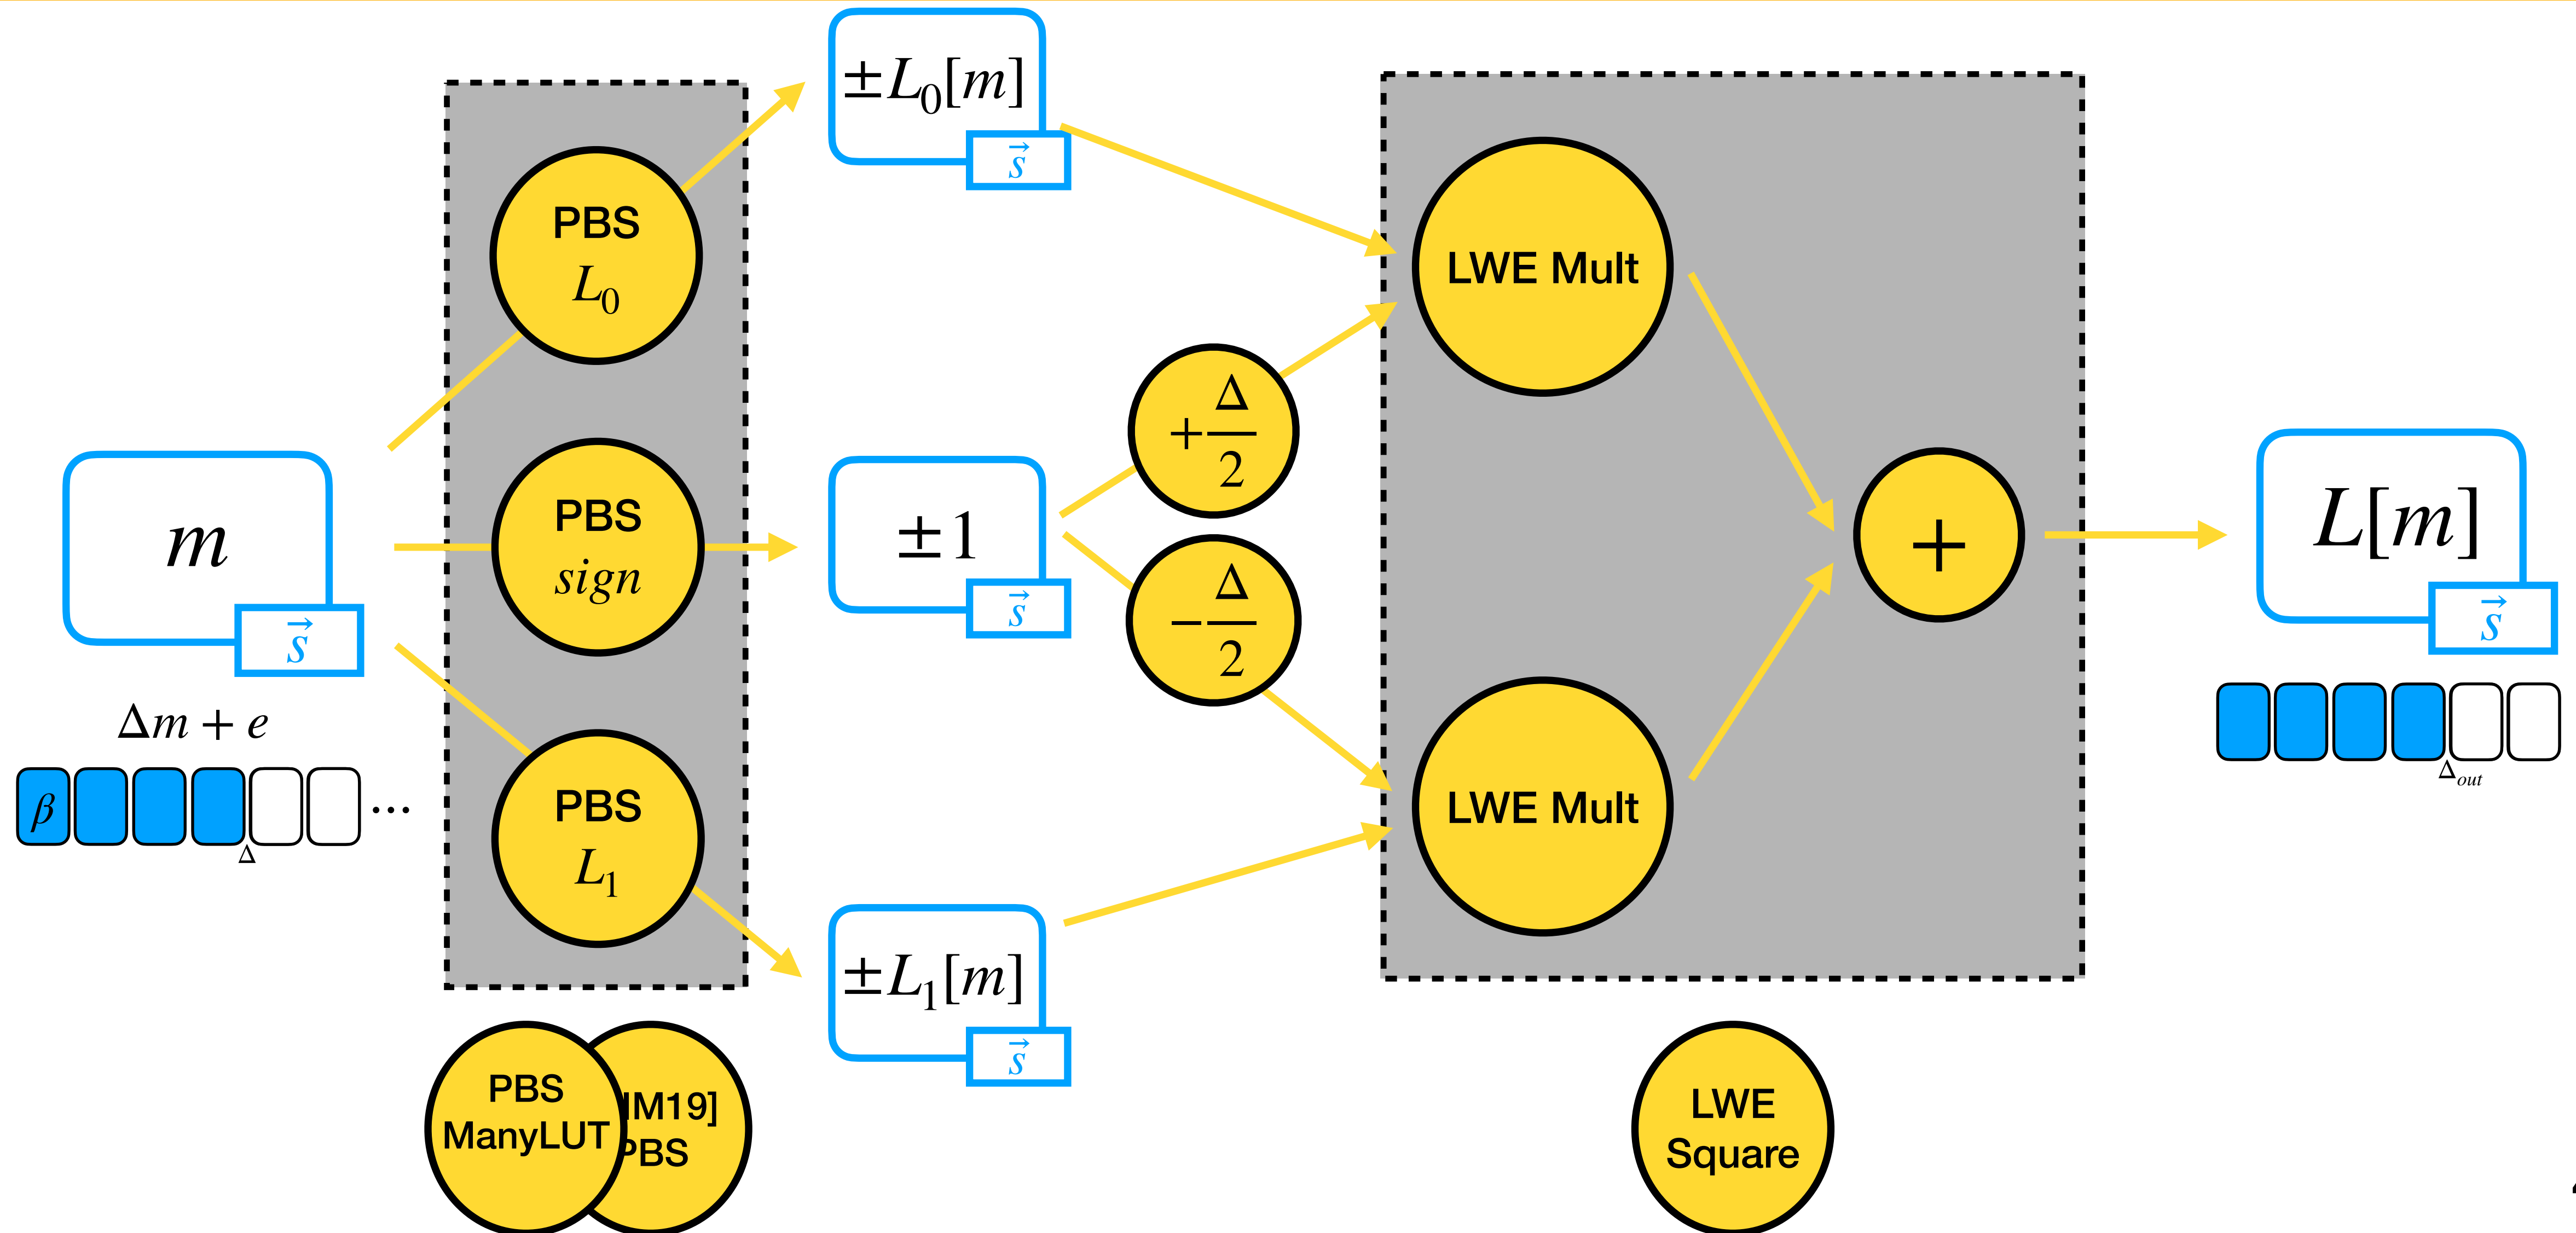 ±L₀[m]
s⃗
PBS
L₀
LWE Mult
+Δ/2
m
s⃗
PBS
sign
±1
s⃗
+
L[m]
s⃗
−Δ/2
Δm + e
β
...
Δ
Δₒᵤₜ
PBS
L₁
LWE Mult
±L₁[m]
s⃗
PBS
ManyLUT
M19]
PBS
LWE
Square